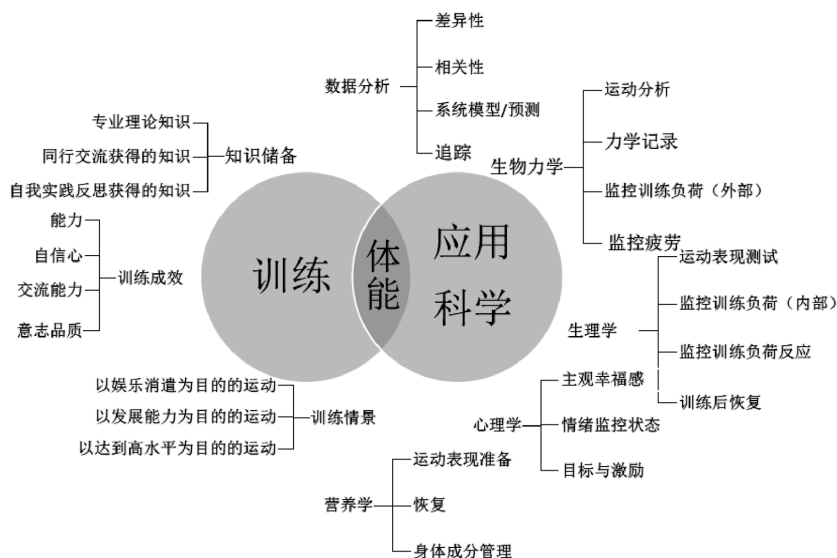 数据分析
差异性
相关性
系统模型/预测
追踪
知识储备
专业理论知识
同行交流获得的知识
自我实践反思获得的知识
生物力学
运动分析
力学记录
监控训练负荷（外部）
监控疲劳
训练
体能
应用
科学
训练成效
能力
自信心
交流能力
意志品质
生理学
运动表现测试
监控训练负荷（内部）
监控训练负荷反应
训练后恢复
训练情景
以娱乐消遣为目的的运动
以发展能力为目的的运动
以达到高水平为目的的运动
心理学
主观幸福感
情绪监控状态
目标与激励
营养学
运动表现准备
恢复
身体成分管理